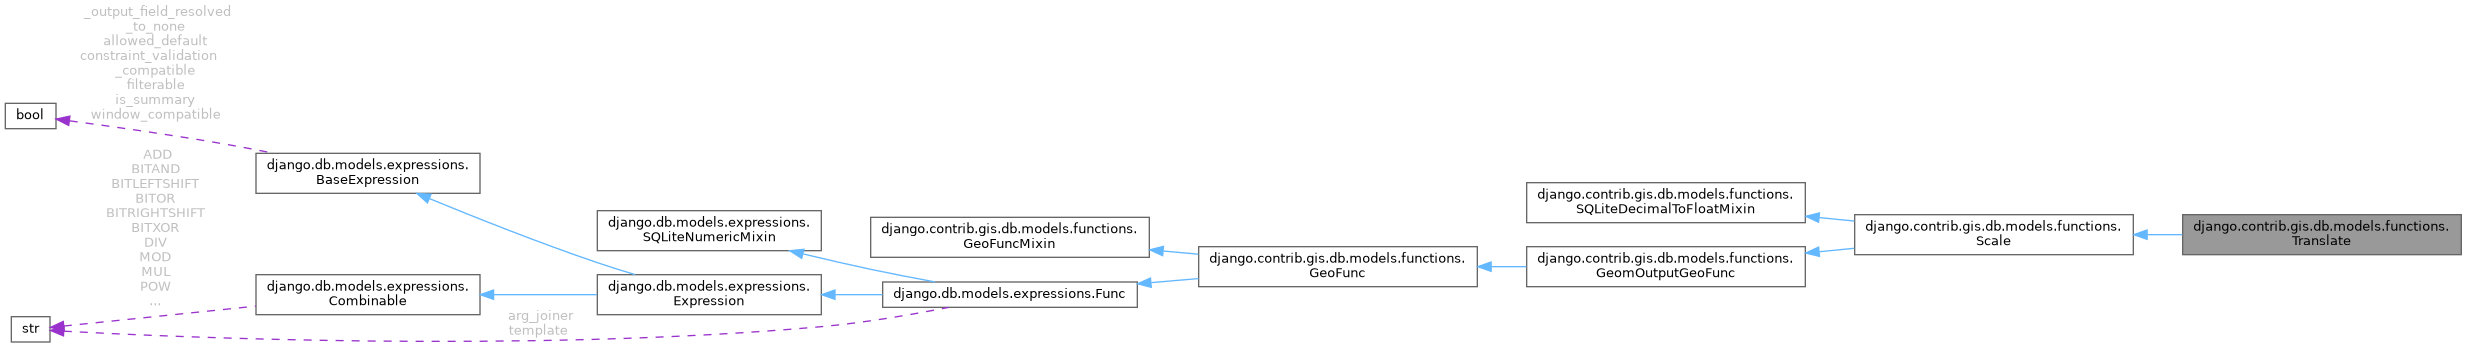 _output_field_resolved
_to_none
allowed_default
constraint_validation
_compatible
filterable
is_summary
window_compatible
bool
ADD
BITAND
BITLEFTSHIFT
BITOR
BITRIGHTSHIFT
BITXOR
DIV
MOD
MUL
POW
...
str
django.db.models.expressions.
BaseExpression
django.db.models.expressions.
Combinable
arg_joiner
template
django.db.models.expressions.
SQLiteNumericMixin
django.db.models.expressions.
Expression
django.contrib.gis.db.models.functions.
GeoFuncMixin
django.db.models.expressions.Func
django.contrib.gis.db.models.functions.
GeoFunc
django.contrib.gis.db.models.functions.
SQLiteDecimalToFloatMixin
django.contrib.gis.db.models.functions.
GeomOutputGeoFunc
django.contrib.gis.db.models.functions.
Scale
django.contrib.gis.db.models.functions.
Translate